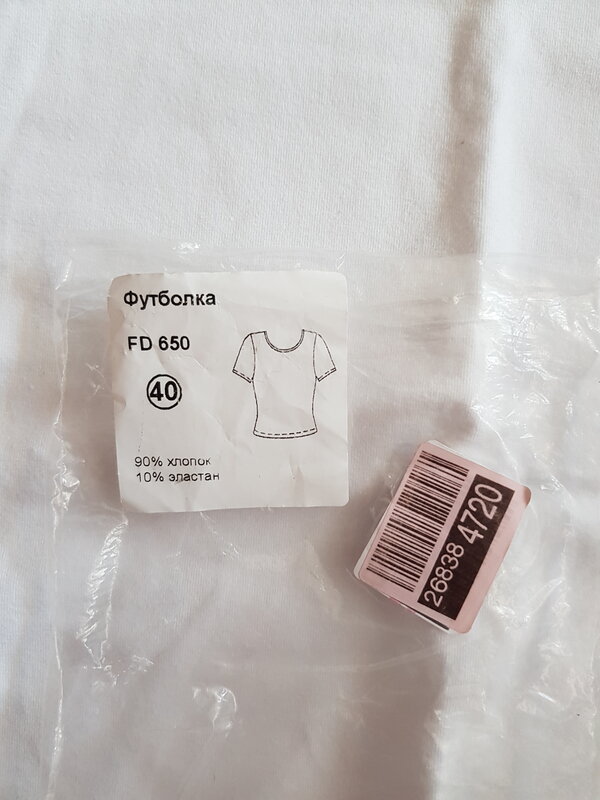 Футболка
FD 650
40
90% хлопок
10% эластан
26838 4720